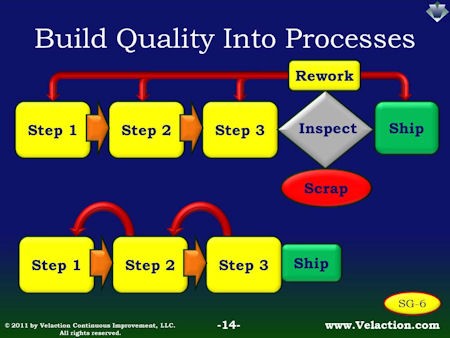 Build Quality Into Processes
Rework
Step 1
Step 2
Step 3
Inspect
Ship
Scrap
Step 1
Step 2
Step 3
Ship
SG-6
© 2011 by Velaction Continuous Improvement, LLC.
All rights reserved.
-14-
www.Velaction.com